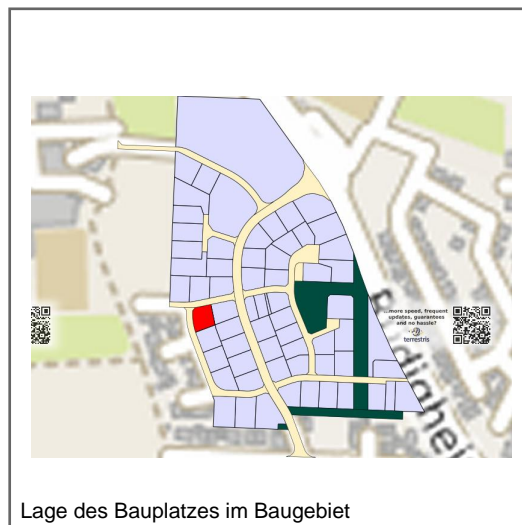 ...more speed, frequent
updates, guarantees
and no hassle?
terrestris
Lage des Bauplatzes im Baugebiet